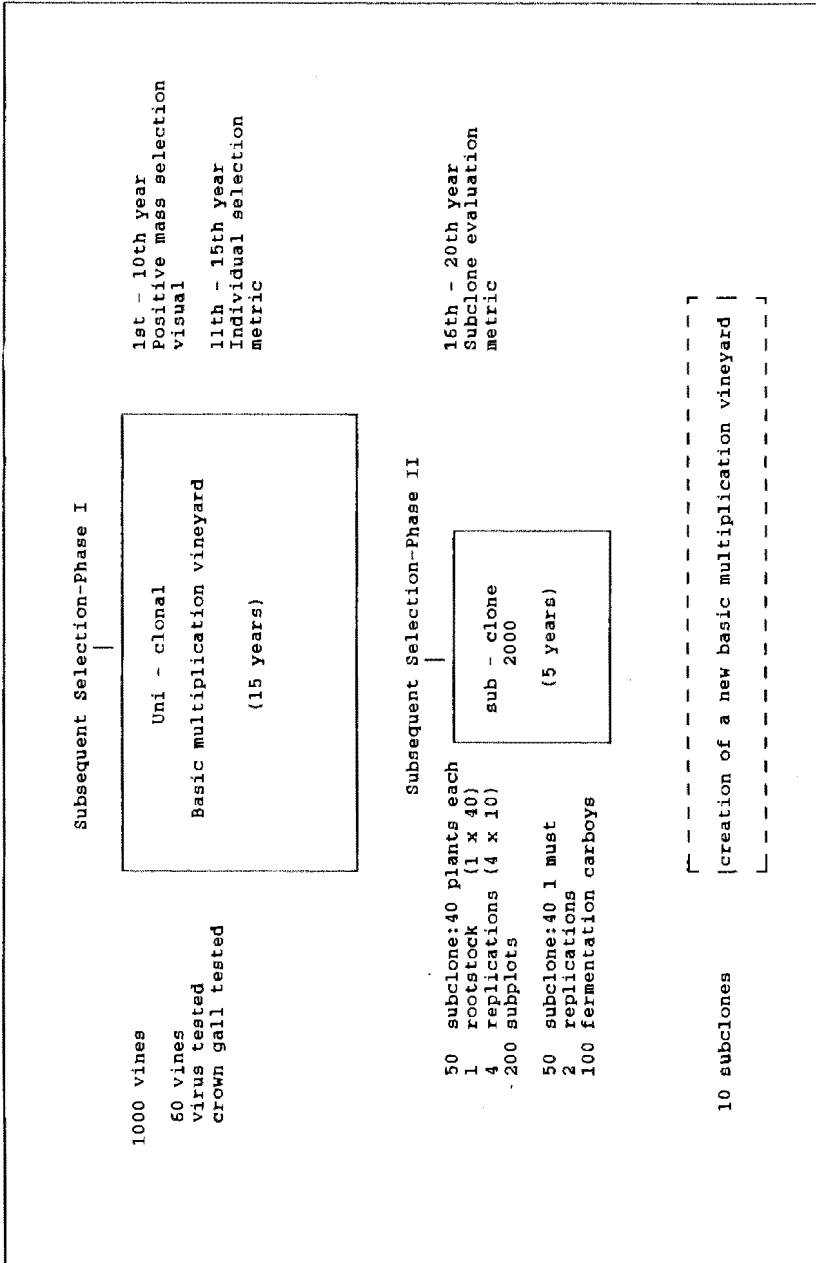 Subsequent Selection-Phase I
1000 vines
50 vines
virus tested
crown gall tested
Uni - clonal
Basic multiplication vineyard
(15 years)
1st - 10th year
Positive mass selection
visual
11th - 15th year
Individual selection
metric
Subsequent Selection-Phase II
50 subclone:40 plants each
1 rootstock (1 x 40)
4 replications (4 x 10)
200 subplots
50 subclone:40 l must
2 replications
100 fermentation carboys
sub - clone
2000
(5 years)
16th - 20th year
Subclone evaluation
metric
10 subclones
creation of a new basic multiplication vineyard